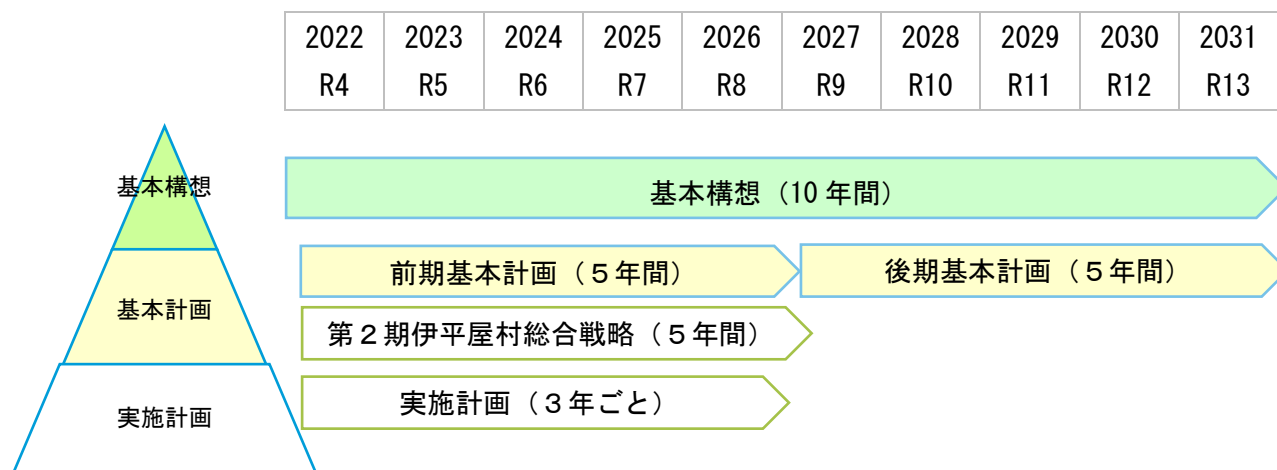 2022 2023 2024 2025 2026 2027 2028 2029 2030 2031
R4 R5 R6 R7 R8 R9 R10 R11 R12 R13
基本構想
基本構想（10年間）
前期基本計画（５年間）
後期基本計画（５年間）
基本計画
第２期伊平屋村総合戦略（５年間）
実施計画（３年ごと）
実施計画